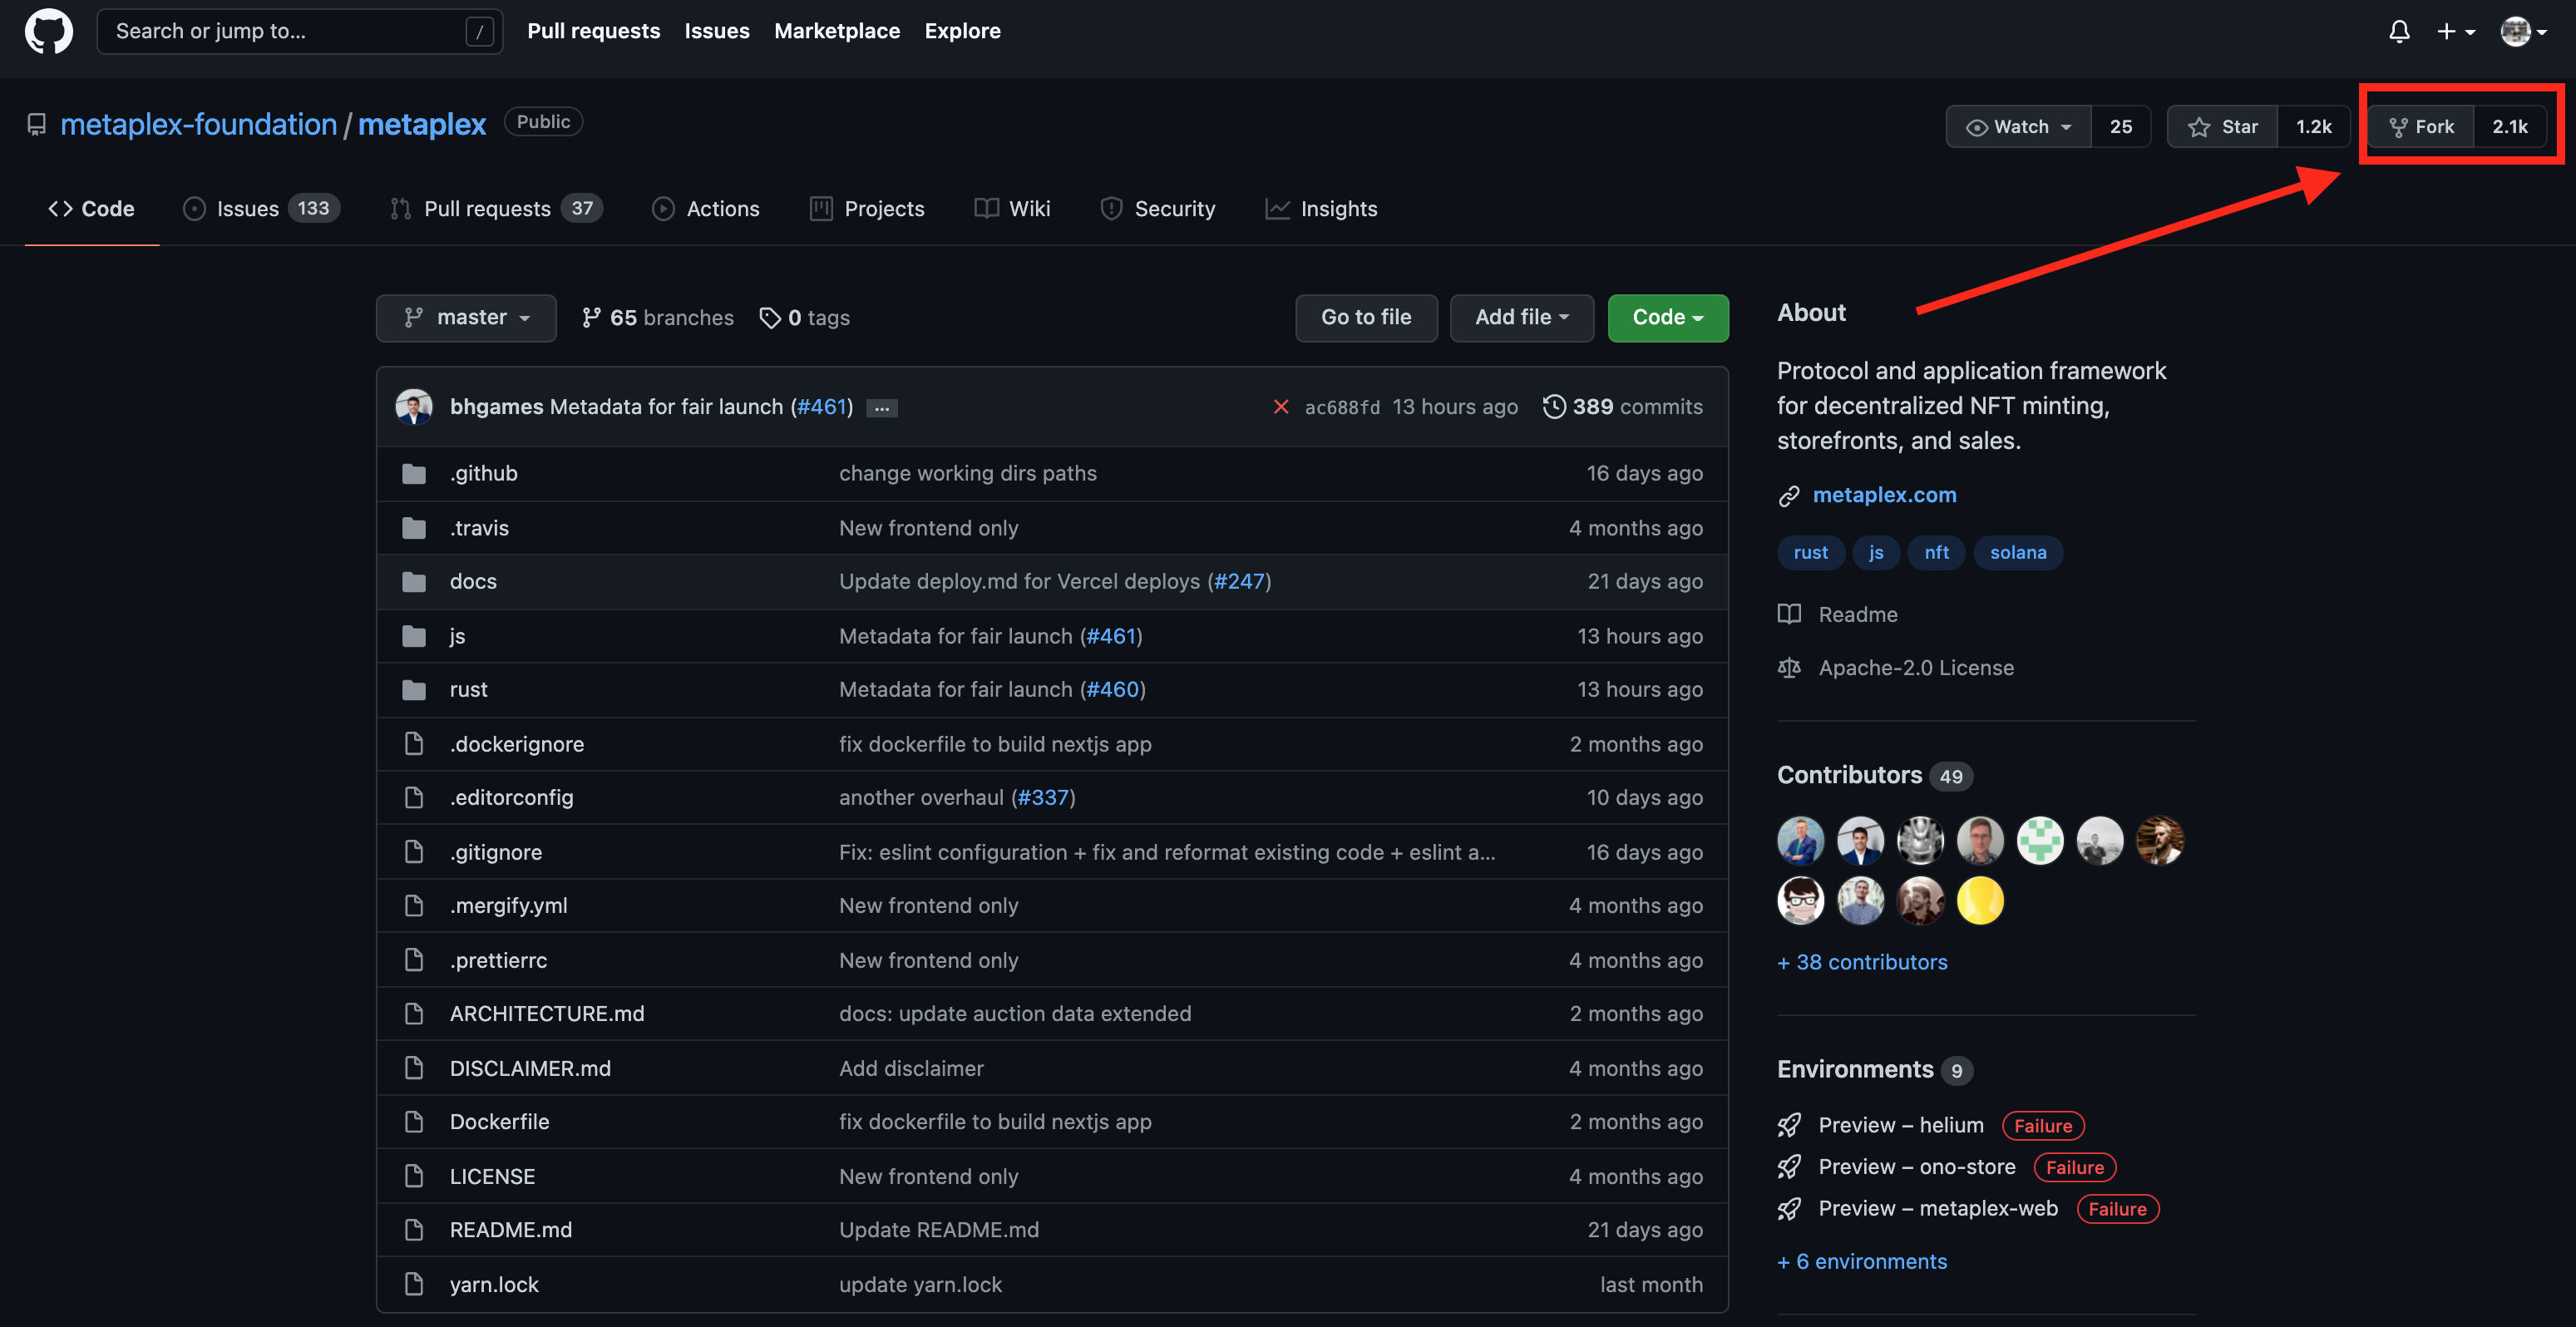 Search or jump to... /
Pull requests Issues Marketplace Explore
metaplex-foundation / metaplex Public
Watch 25 Star 1.2k Fork 2.1k
Code Issues 133 Pull requests 37 Actions Projects Wiki Security Insights
master 65 branches 0 tags
Go to file Add file Code
bhgames Metadata for fair launch (#461) ... ac688fd 13 hours ago 389 commits
.github change working dirs paths 16 days ago
.travis New frontend only 4 months ago
docs Update deploy.md for Vercel deploys (#247) 21 days ago
js Metadata for fair launch (#461) 13 hours ago
rust Metadata for fair launch (#460) 13 hours ago
.dockerignore fix dockerfile to build nextjs app 2 months ago
.editorconfig another overhaul (#337) 10 days ago
.gitignore Fix: eslint configuration + fix and reformat existing code + eslint a... 16 days ago
.mergify.yml New frontend only 4 months ago
.prettierrc New frontend only 4 months ago
ARCHITECTURE.md docs: update auction data extended 2 months ago
DISCLAIMER.md Add disclaimer 4 months ago
Dockerfile fix dockerfile to build nextjs app 2 months ago
LICENSE New frontend only 4 months ago
README.md Update README.md 21 days ago
yarn.lock update yarn.lock last month
About
Protocol and application framework
for decentralized NFT minting,
storefronts, and sales.
metaplex.com
rust js nft solana
Readme
Apache-2.0 License
Contributors 49
+ 38 contributors
Environments 9
Preview – helium Failure
Preview – ono-store Failure
Preview – metaplex-web Failure
+ 6 environments